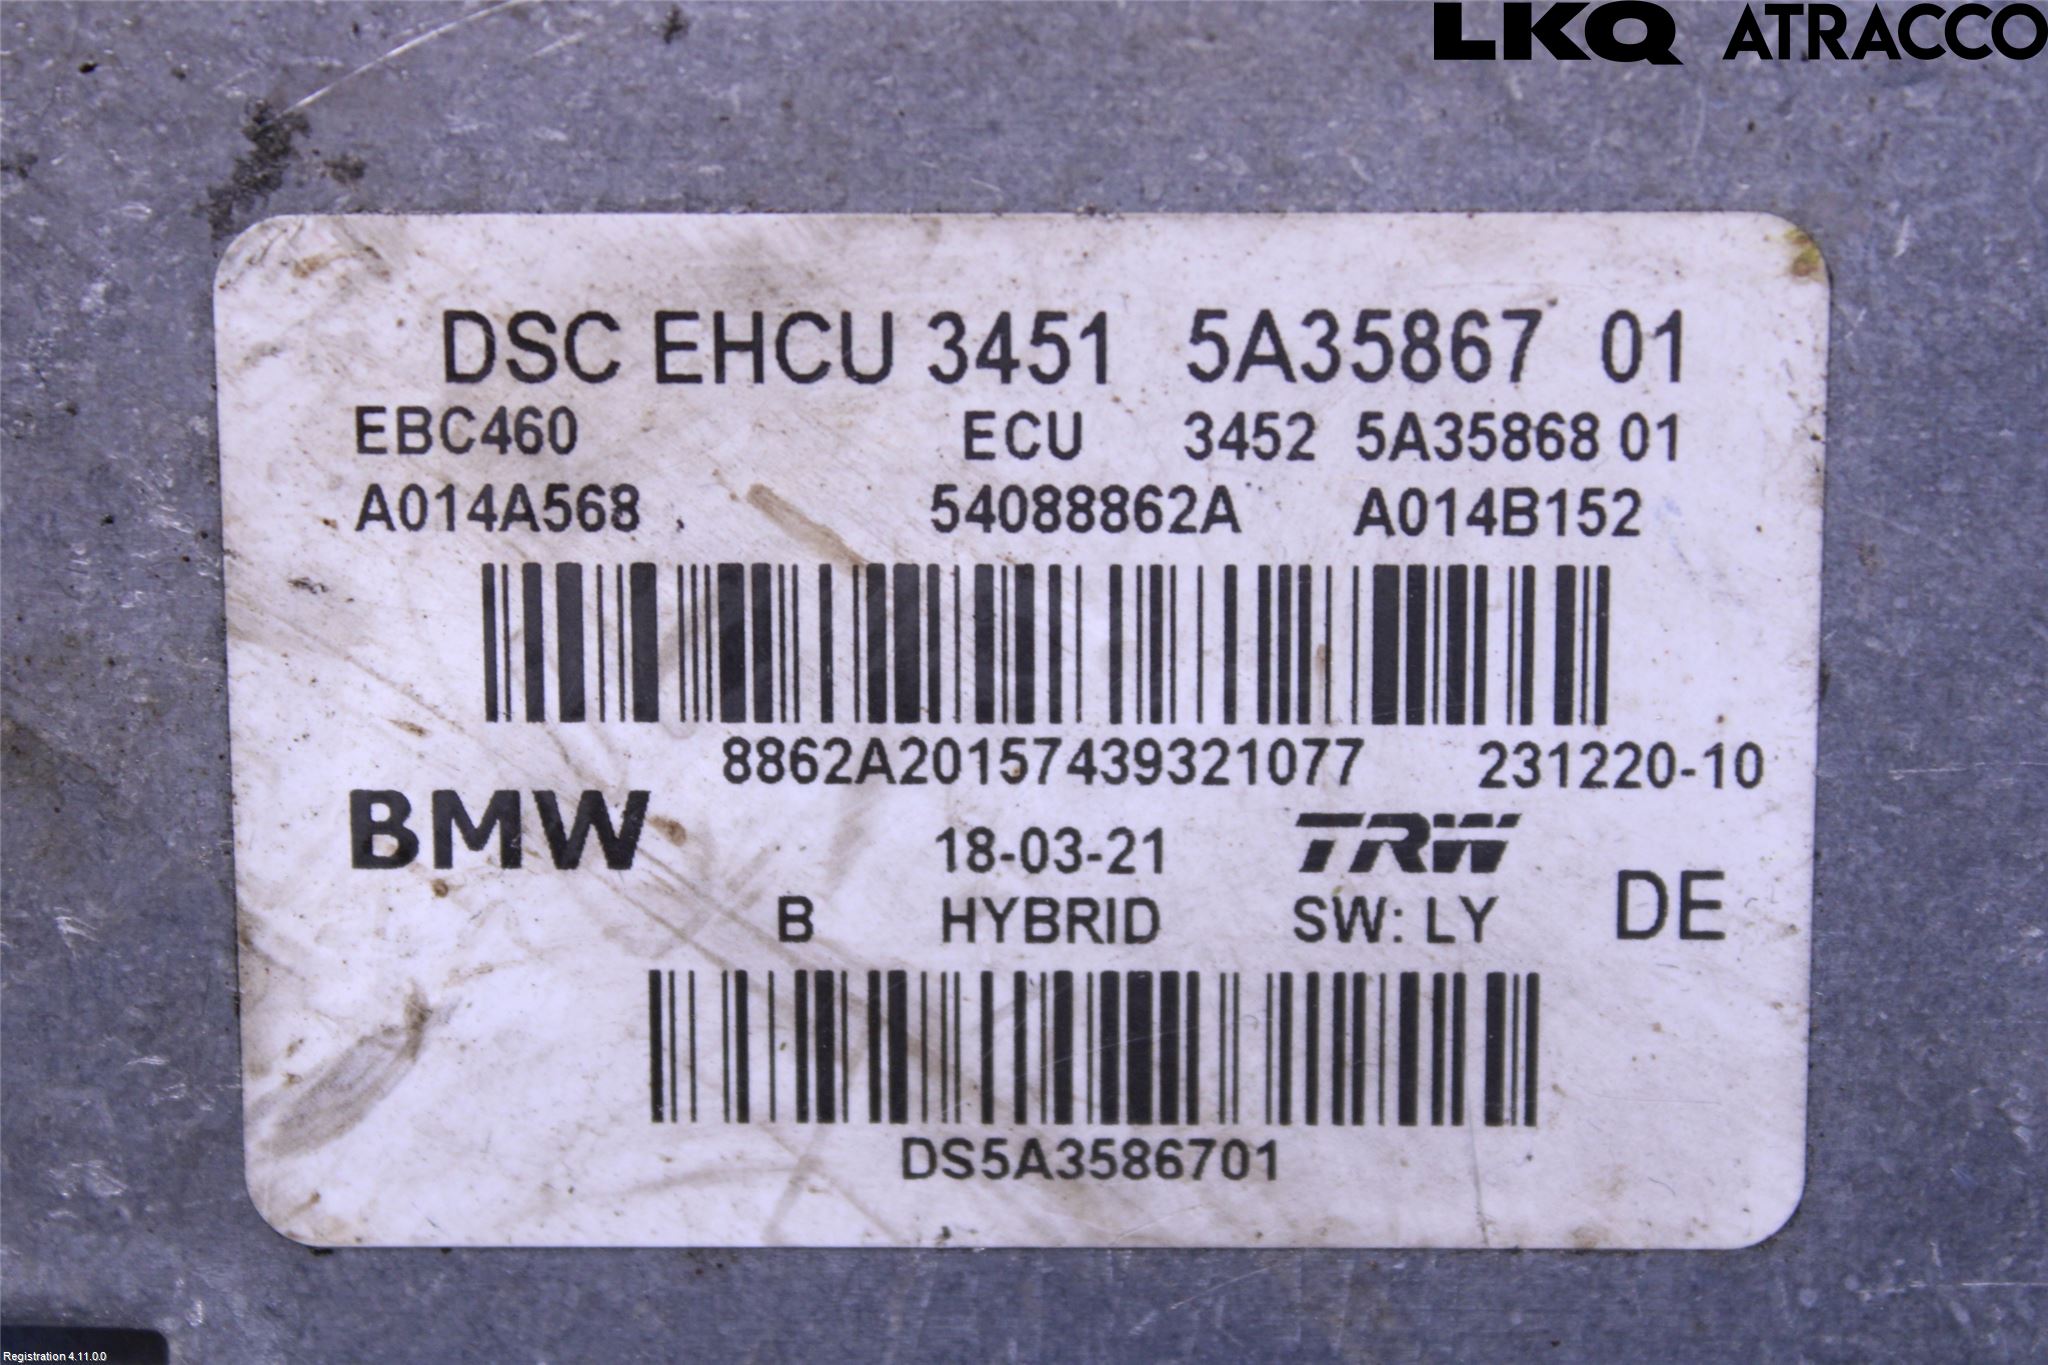 LKQ ATRACCO
DSC EHCU 3451 5A35867 01
EBC460 ECU 3452 5A35868 01
A014A568 54088862A A014B152
8862A20157439321077 231220-10
BMW 18-03-21 TRW
B HYBRID SW: LY DE
DS5A3586701
Registration 4.11.0.0